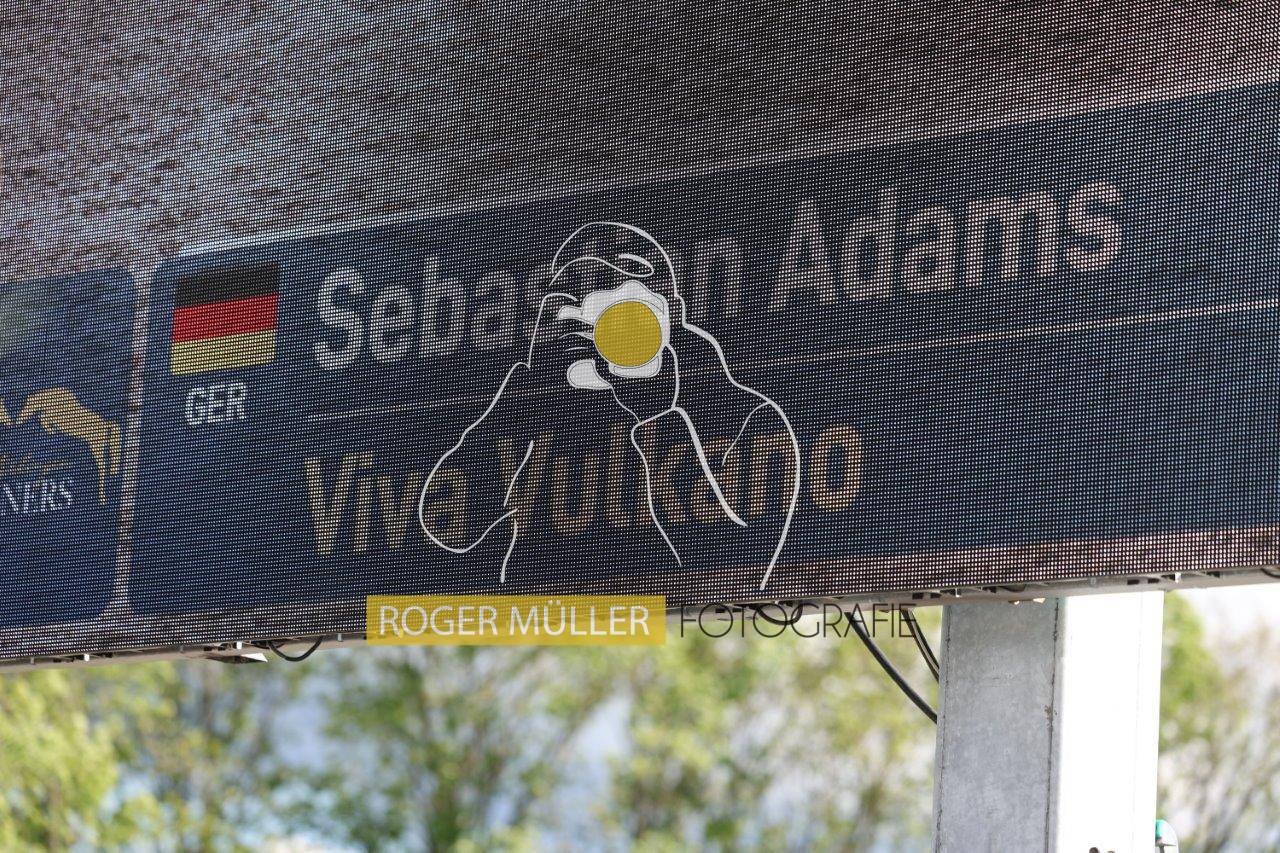 Sebastian Adams
GER
Viva Vulkano
NERS
ROGER MÜLLER FOTOGRAFIE